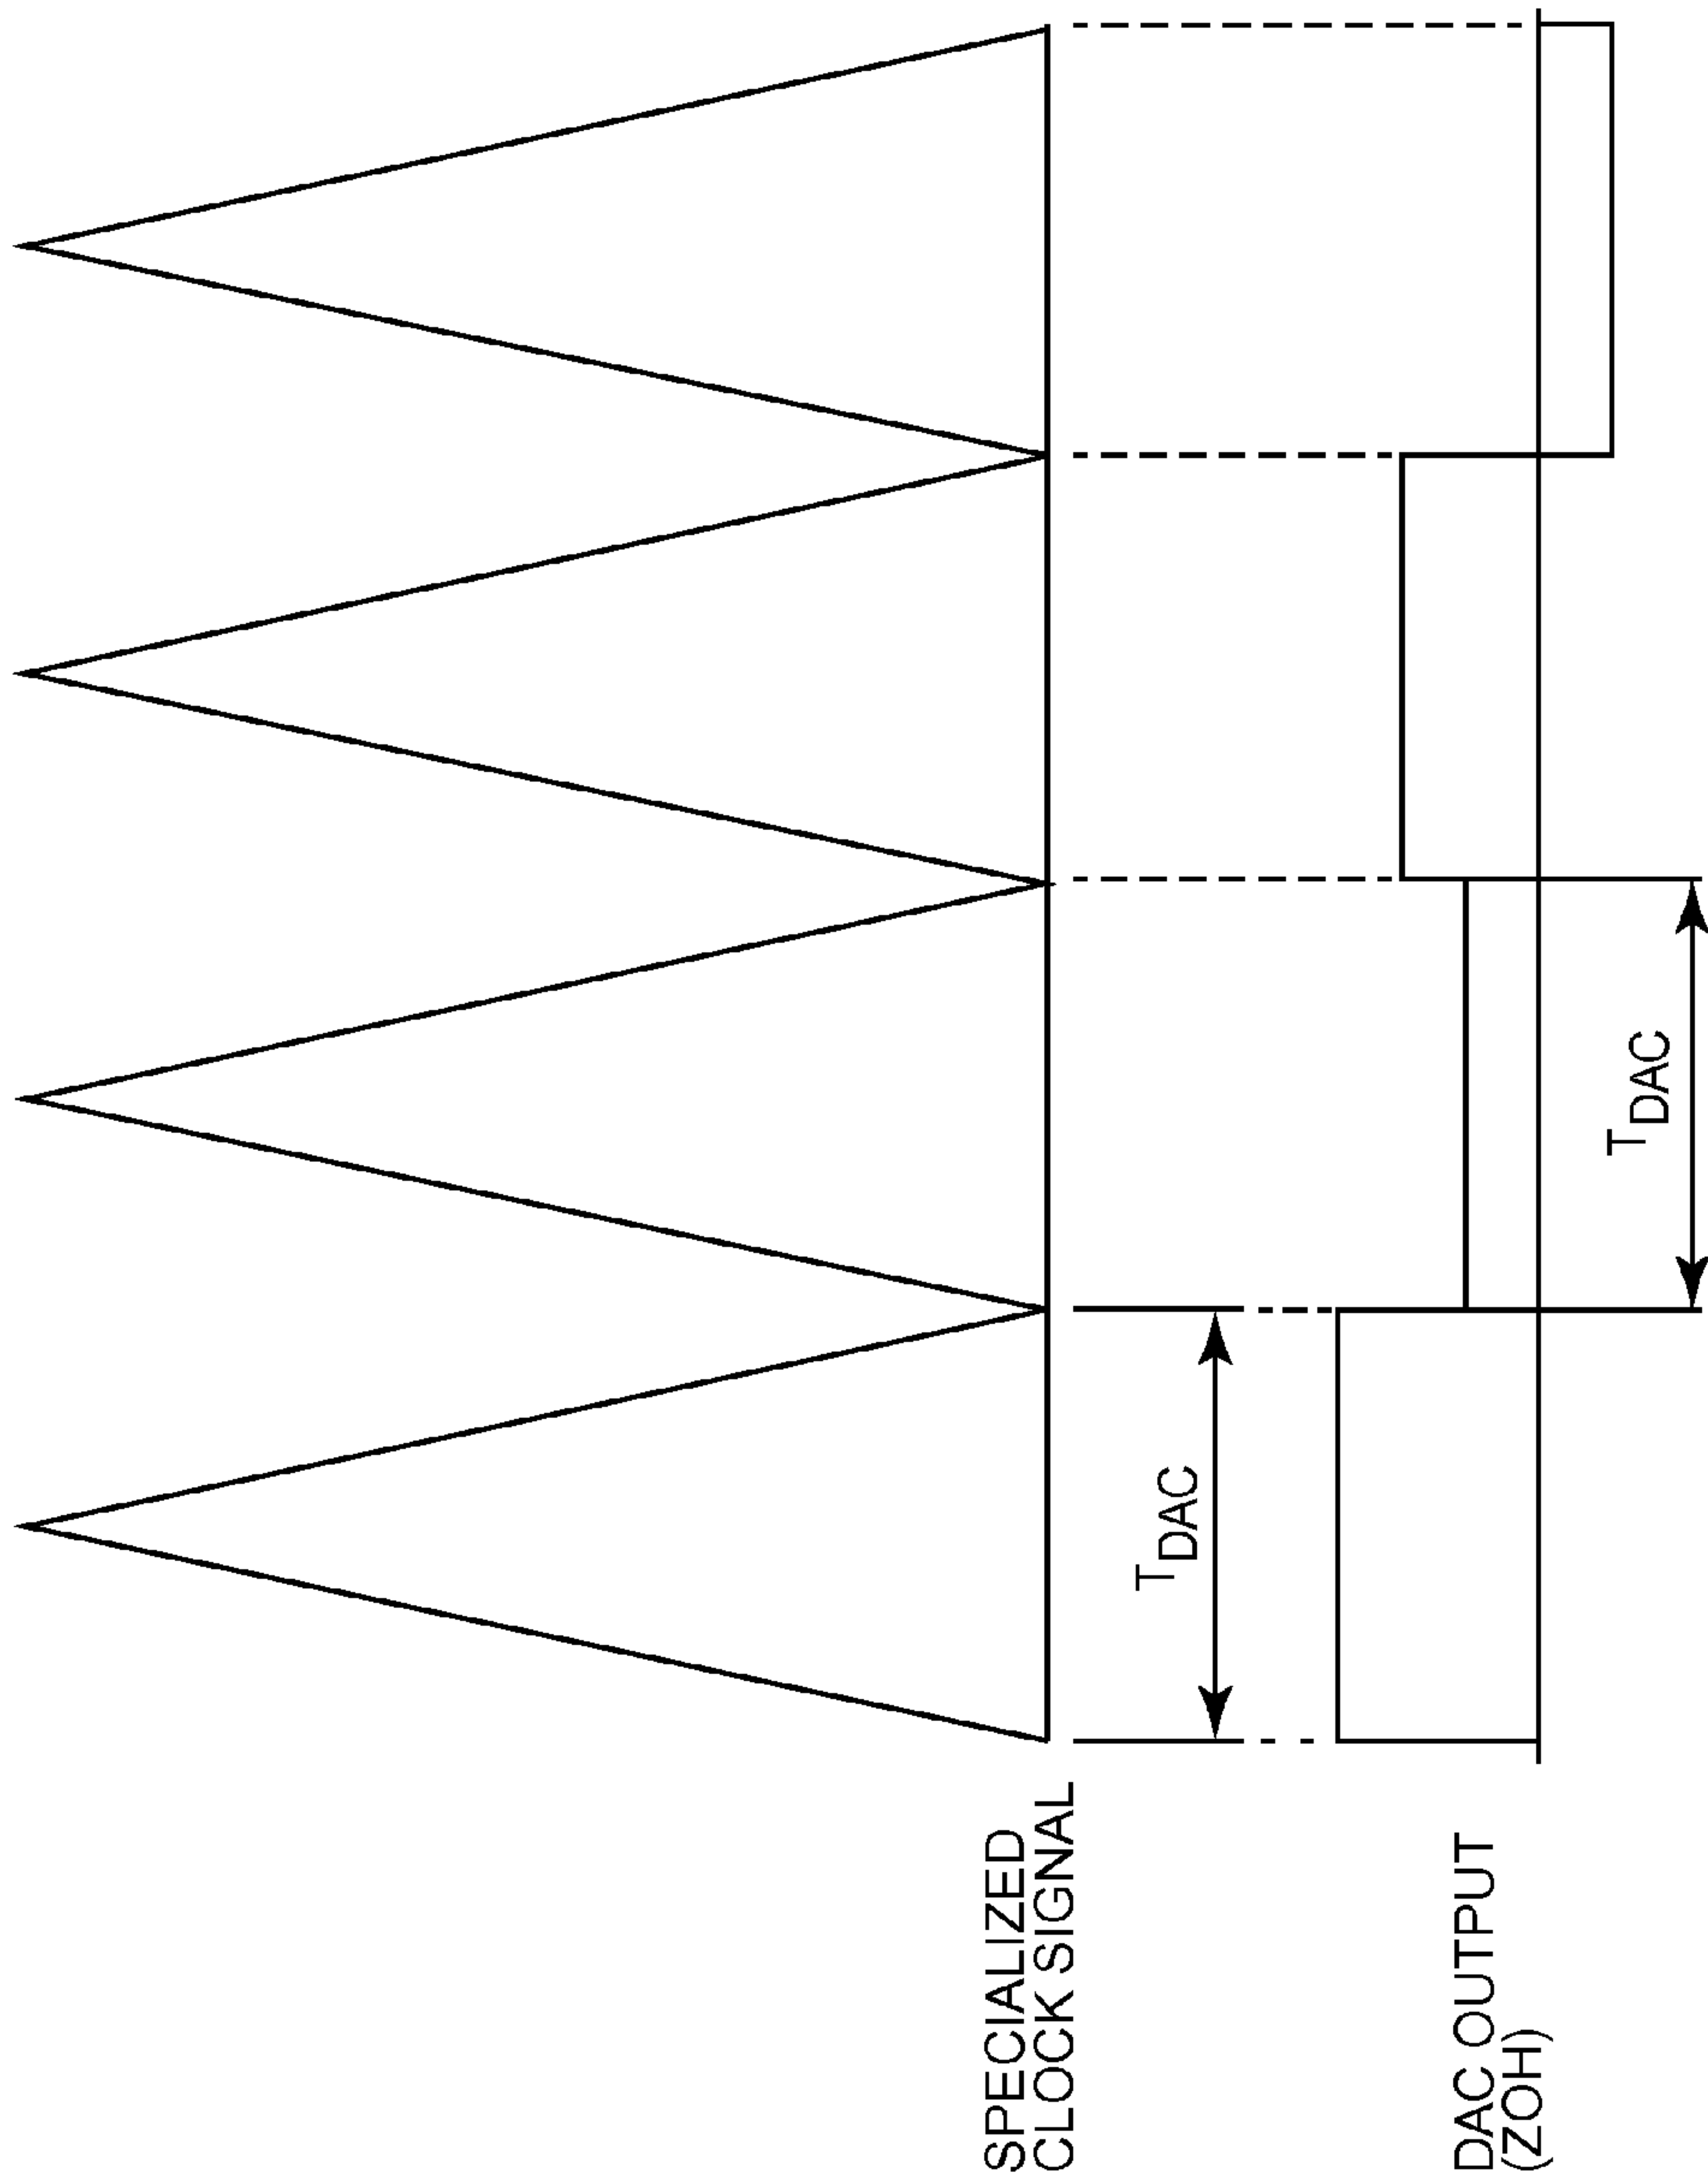 SPECIALIZED
CLOCK SIGNAL
TDAC
DAC OUTPUT
(ZOH)
TDAC